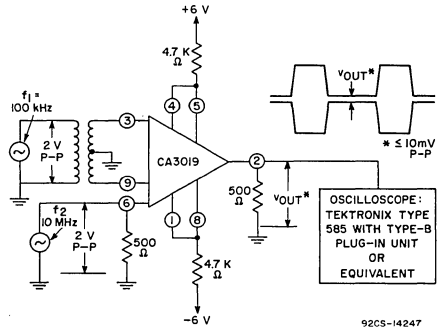 +6 V
4.7 K
Ω
f1 =
100 kHz
3
4
5
2 V
P-P
CA3019
2
9
6
f2
10 MHz
2 V
P-P
500
Ω
1
8
4.7 K
Ω
-6 V
500
Ω
vOUT*
vOUT*
* ≤ 10mV
P-P
OSCILLOSCOPE:
TEKTRONIX TYPE
585 WITH TYPE-B
PLUG-IN UNIT
OR
EQUIVALENT
92CS-14247